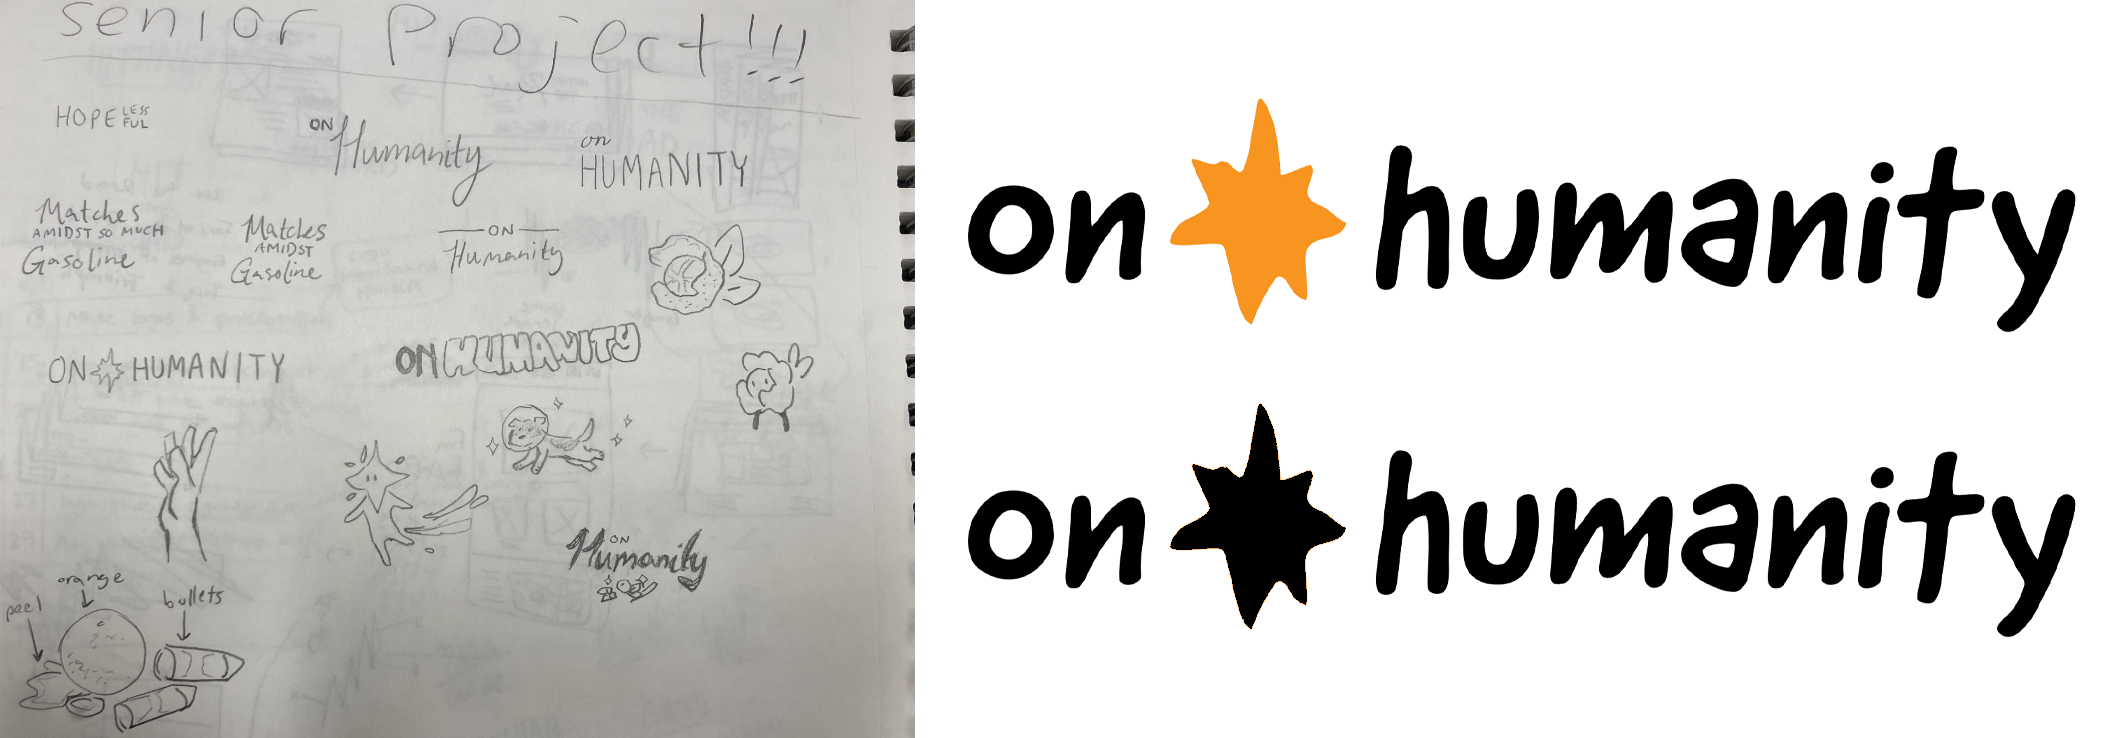 senior project!!!
HOPE LESS
FUL
ON
Humanity
on
HUMANITY
Matches
AMIDST SO MUCH
Gasoline
Matches
AMIDST
Gasoline
ON
Humanity
ON HUMANITY
ON HUMANITY
ON
Humanity
orange
peel
bullets
on humanity
on humanity